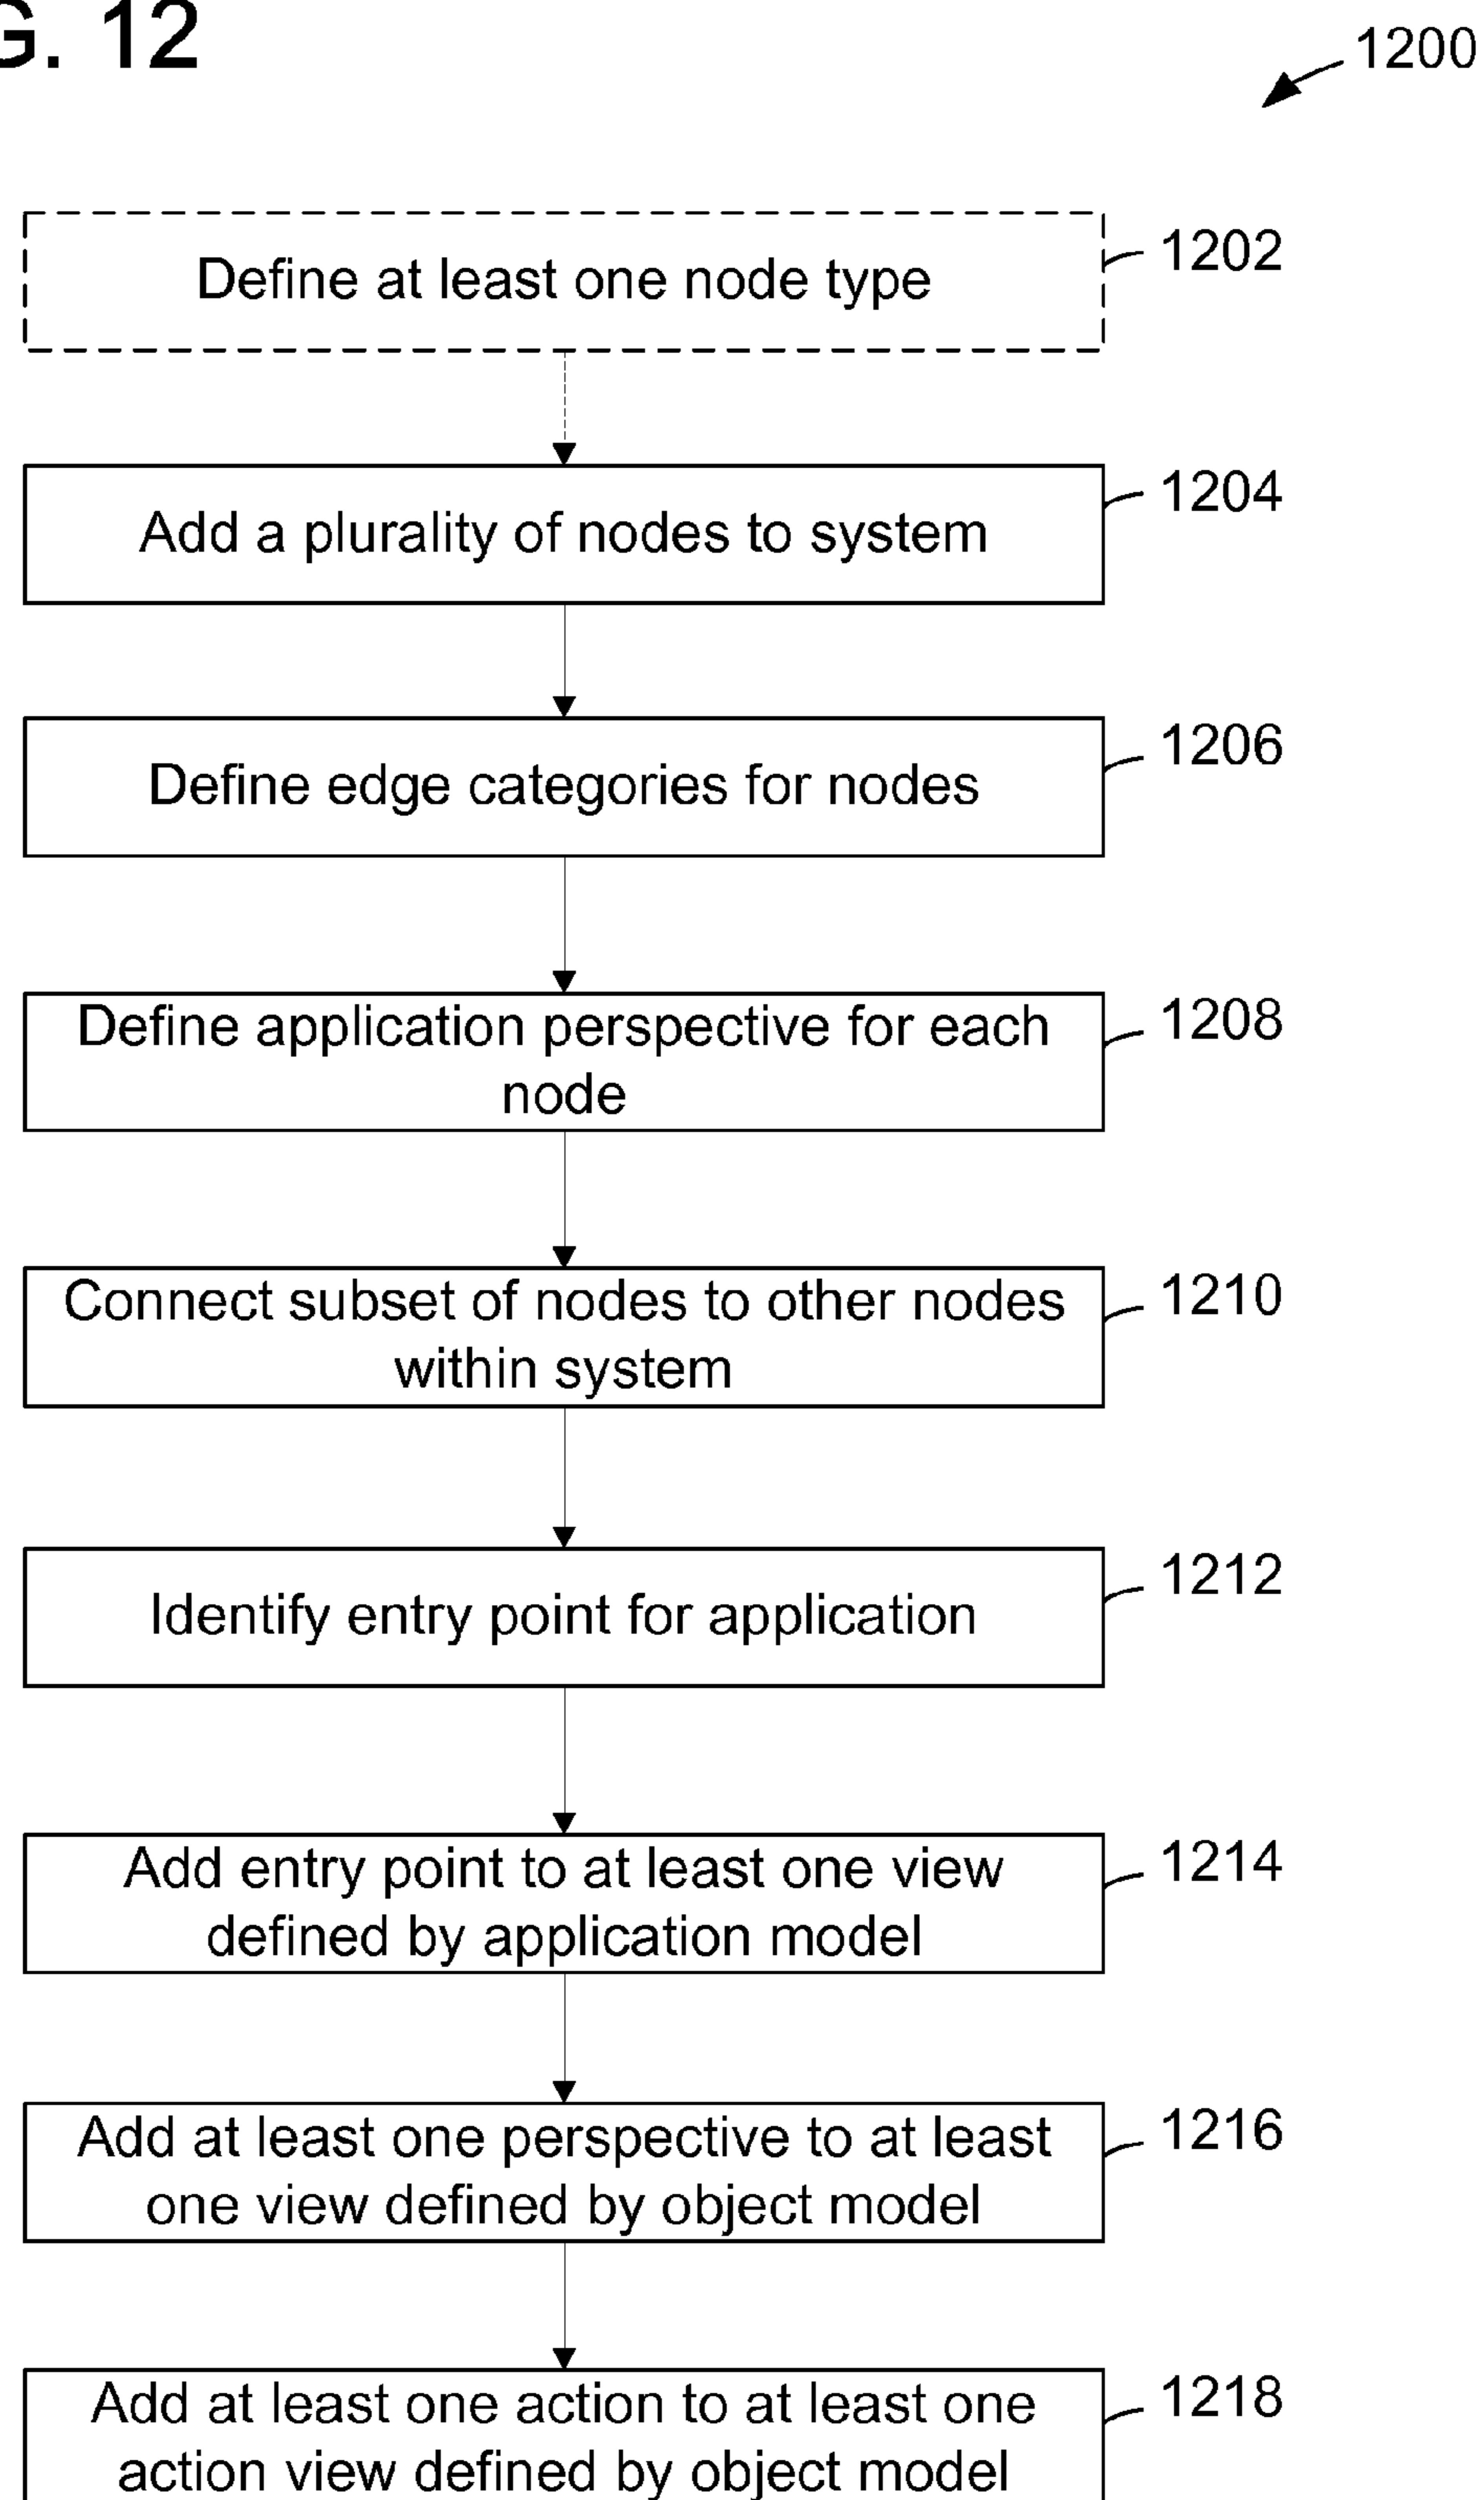 G. 12
1200
Define at least one node type
1202
Add a plurality of nodes to system
1204
Define edge categories for nodes
1206
Define application perspective for each
node
1208
Connect subset of nodes to other nodes
within system
1210
Identify entry point for application
1212
Add entry point to at least one view
defined by application model
1214
Add at least one perspective to at least
one view defined by object model
1216
Add at least one action to at least one
action view defined by object model
1218